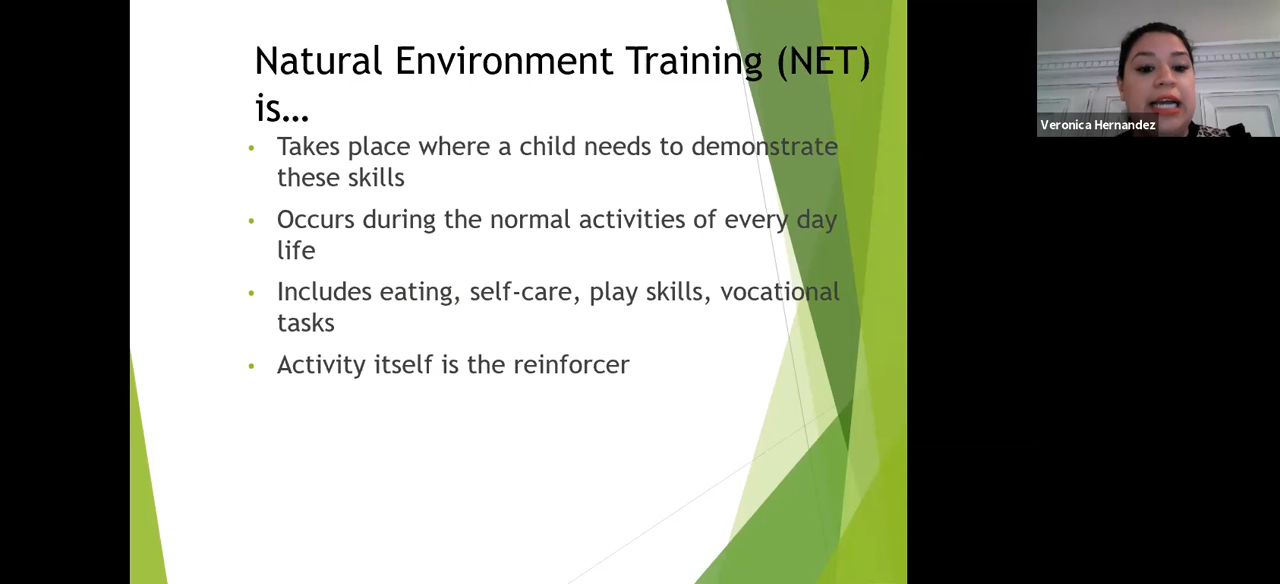 Natural Environment Training (NET)
is…
• Takes place where a child needs to demonstrate
these skills
• Occurs during the normal activities of every day
life
• Includes eating, self-care, play skills, vocational
tasks
• Activity itself is the reinforcer
Veronica Hernandez